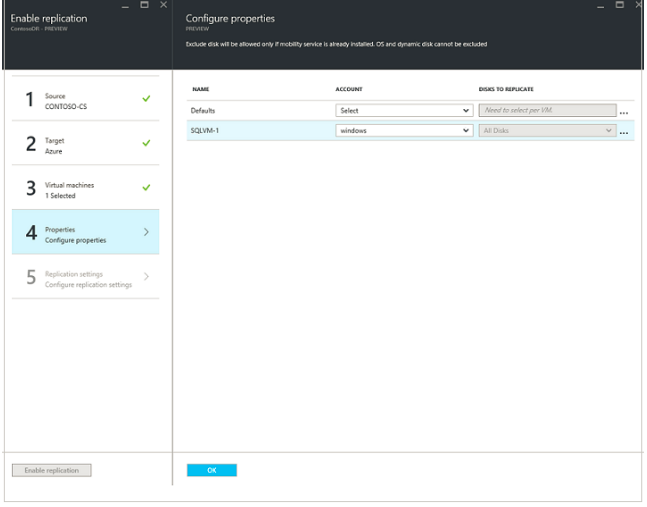 Enable replication
ContosoDR - PREVIEW
Configure properties
PREVIEW
Exclude disk will be allowed only if mobility service is already installed. OS and dynamic disk cannot be excluded
1 Source
CONTOSO-CS
2 Target
Azure
3 Virtual machines
1 Selected
4 Properties
Configure properties
5 Replication settings
Configure replication settings
NAME ACCOUNT DISKS TO REPLICATE
Defaults Select Need to select per VM. ...
SQLVM-1 windows All Disks ...
Enable replication OK